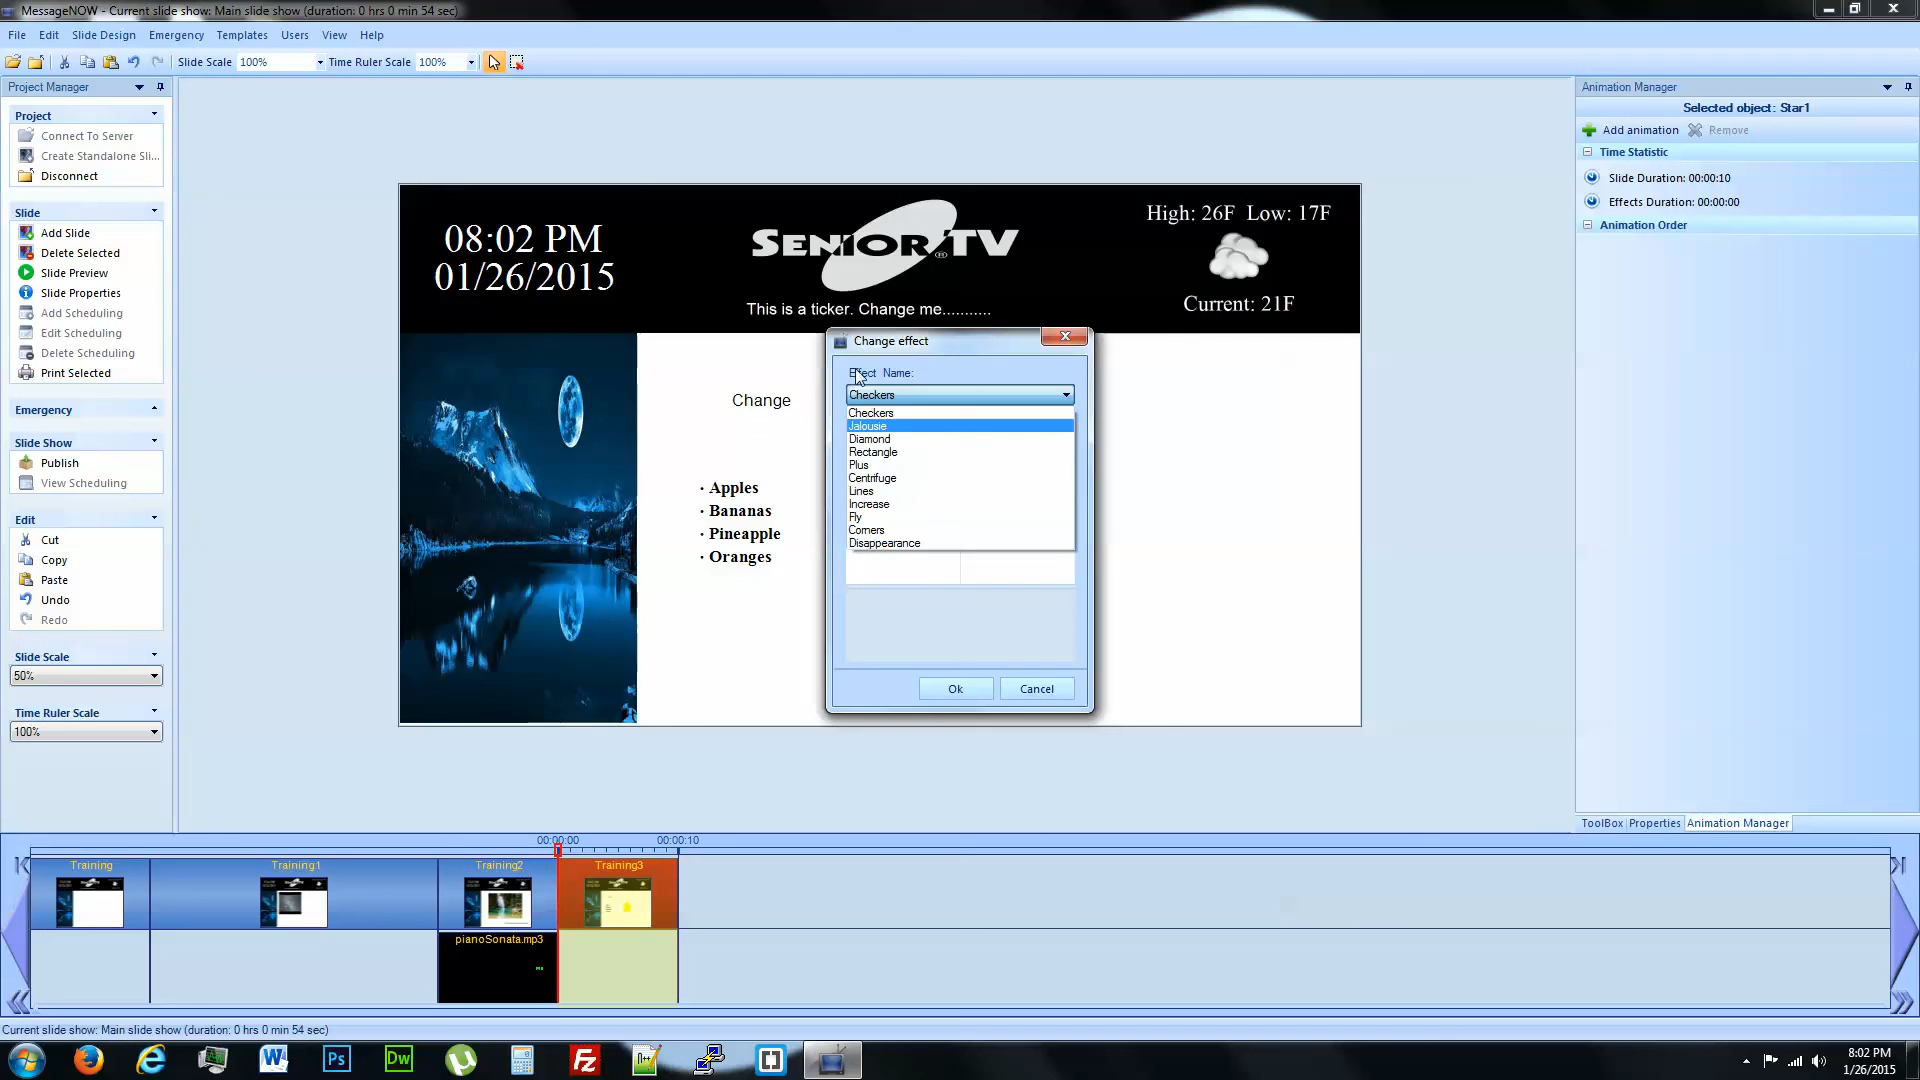 MessageNOW - Current slide show: Main slide show (duration: 0 hrs 0 min 54 sec)
File Edit Slide Design Emergency Templates Users View Help
Slide Scale 100% Time Ruler Scale 100%
Project Manager
Project
Connect To Server
Create Standalone Sli...
Disconnect
Slide
Add Slide
Delete Selected
Slide Preview
Slide Properties
Add Scheduling
Edit Scheduling
Delete Scheduling
Print Selected
Emergency
Slide Show
Publish
View Scheduling
Edit
Cut
Copy
Paste
Undo
Redo
Slide Scale
50%
Time Ruler Scale
100%
08:02 PM
01/26/2015
SENIOR TV
®
This is a ticker. Change me...........
High: 26F Low: 17F
Current: 21F
Change
· Apples
· Bananas
· Pineapple
· Oranges
Change effect
Effect Name:
Checkers
Checkers
Jalousie
Diamond
Rectangle
Plus
Centrifuge
Lines
Increase
Fly
Corners
Disappearance
Ok Cancel
Animation Manager
Selected object: Star1
Add animation Remove
Time Statistic
Slide Duration: 00:00:10
Effects Duration: 00:00:00
Animation Order
ToolBox Properties Animation Manager
00:00:00 00:00:10
Training Training1 Training2 Training3
pianoSonata.mp3
Current slide show: Main slide show (duration: 0 hrs 0 min 54 sec)
8:02 PM
1/26/2015